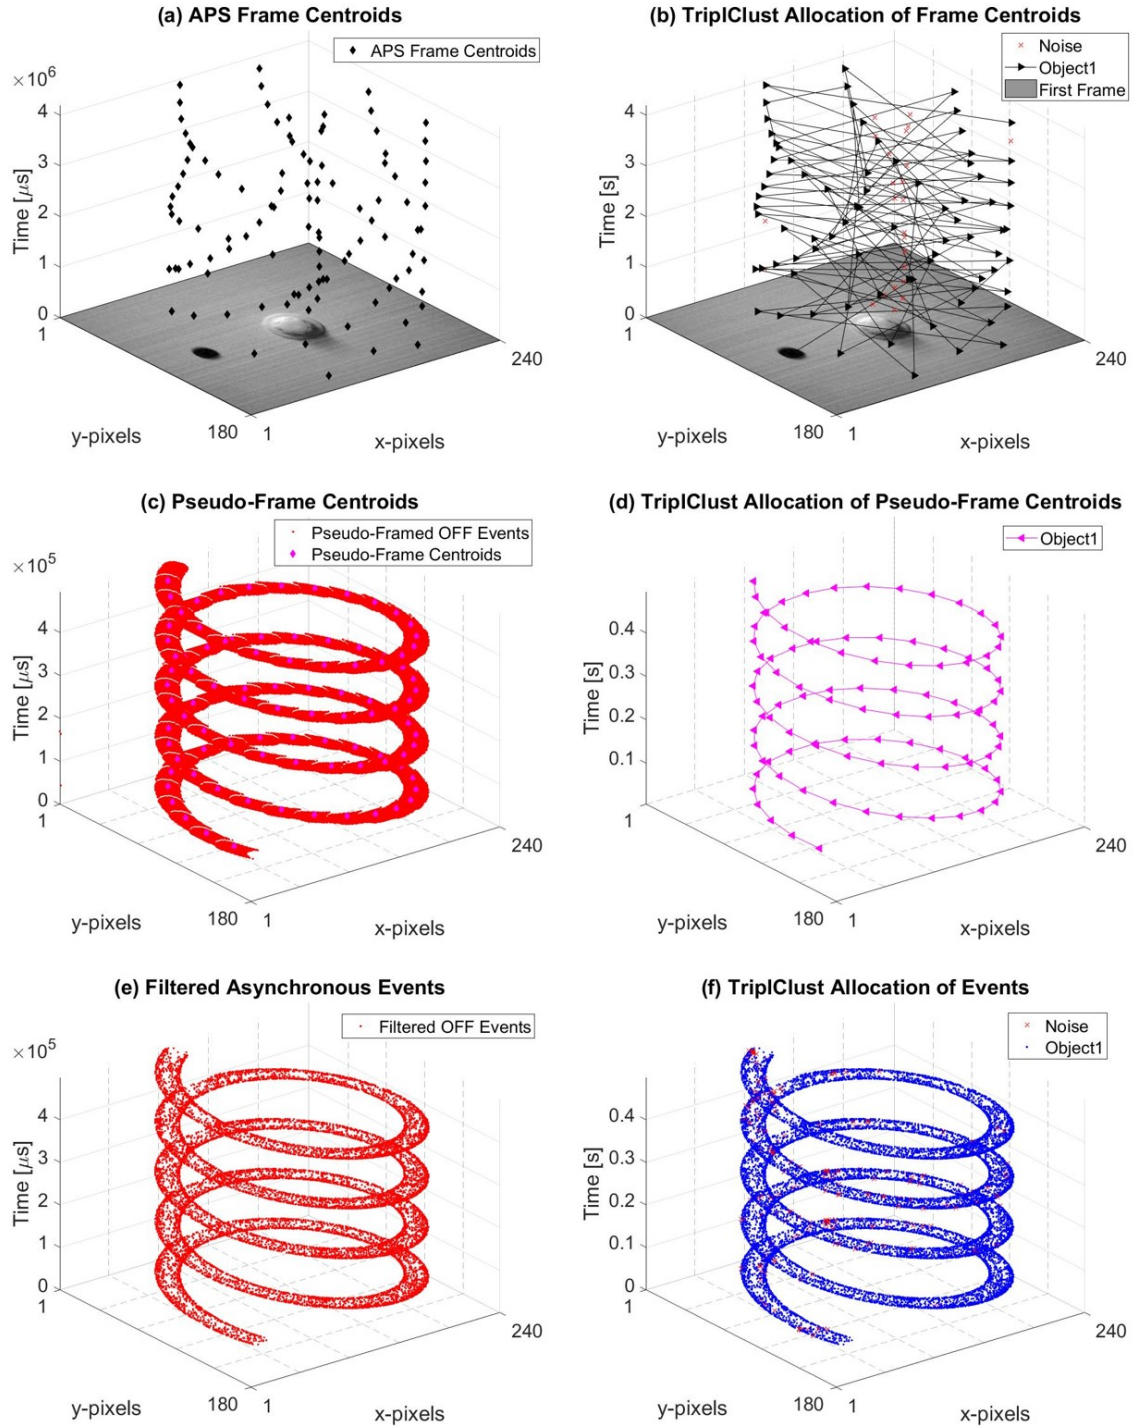 (a) APS Frame Centroids
APS Frame Centroids
×10⁶
4
3
2
1
0
Time [μs]
1
y-pixels
180
1
x-pixels
240
(b) TriplClust Allocation of Frame Centroids
Noise
Object1
First Frame
4
3
2
1
0
Time [s]
1
y-pixels
180
1
x-pixels
240
(c) Pseudo-Frame Centroids
Pseudo-Framed OFF Events
Pseudo-Frame Centroids
×10⁵
4
3
2
1
0
Time [μs]
1
y-pixels
180
1
x-pixels
240
(d) TriplClust Allocation of Pseudo-Frame Centroids
Object1
0.4
0.3
0.2
0.1
Time [s]
1
y-pixels
180
1
x-pixels
240
(e) Filtered Asynchronous Events
Filtered OFF Events
×10⁵
4
3
2
1
0
Time [μs]
1
y-pixels
180
1
x-pixels
240
(f) TriplClust Allocation of Events
Noise
Object1
0.4
0.3
0.2
0.1
0
Time [s]
1
y-pixels
180
1
x-pixels
240